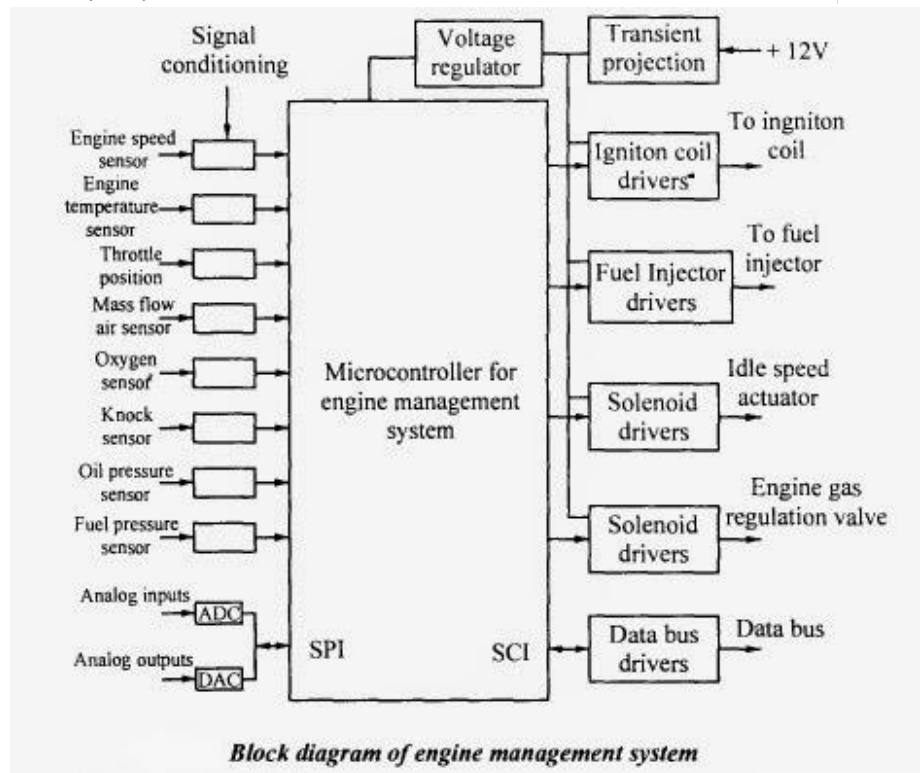 Signal
conditioning
Voltage
regulator
Transient
projection
+ 12V
Engine speed
sensor
To ingniton
coil
Igniton coil
drivers
Engine
temperature
sensor
Throttle
position
To fuel
injector
Fuel Injector
drivers
Mass flow
air sensor
Oxygen
sensor
Microcontroller for
engine management
system
Idle speed
actuator
Solenoid
drivers
Knock
sensor
Oil pressure
sensor
Engine gas
regulation valve
Solenoid
drivers
Fuel pressure
sensor
Analog inputs
ADC
SPI
SCI
Data bus
drivers
Data bus
Analog outputs
DAC
Block diagram of engine management system